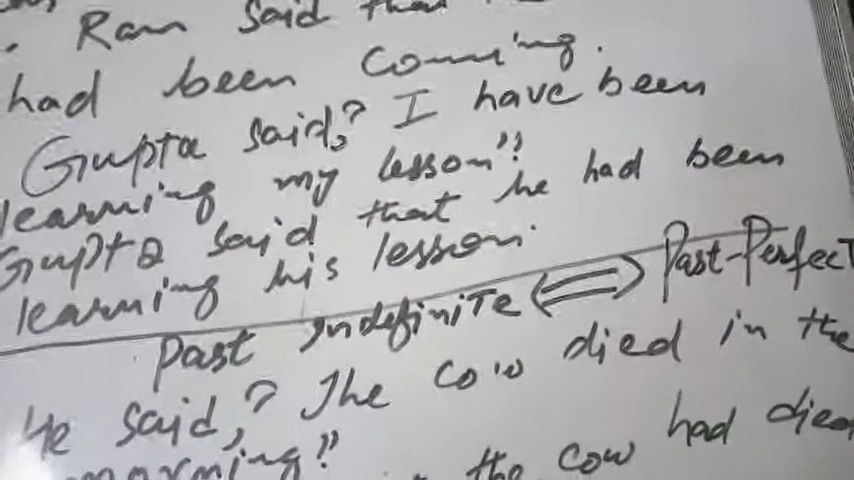 . Ram said that
had been coming.
Gupta said, "I have been
learning my lesson".
Gupta said that he had been
learning his lesson.
Past Indefinite ⟺ Past-Perfect
He said, "The cow died in the
morning"
the cow had died